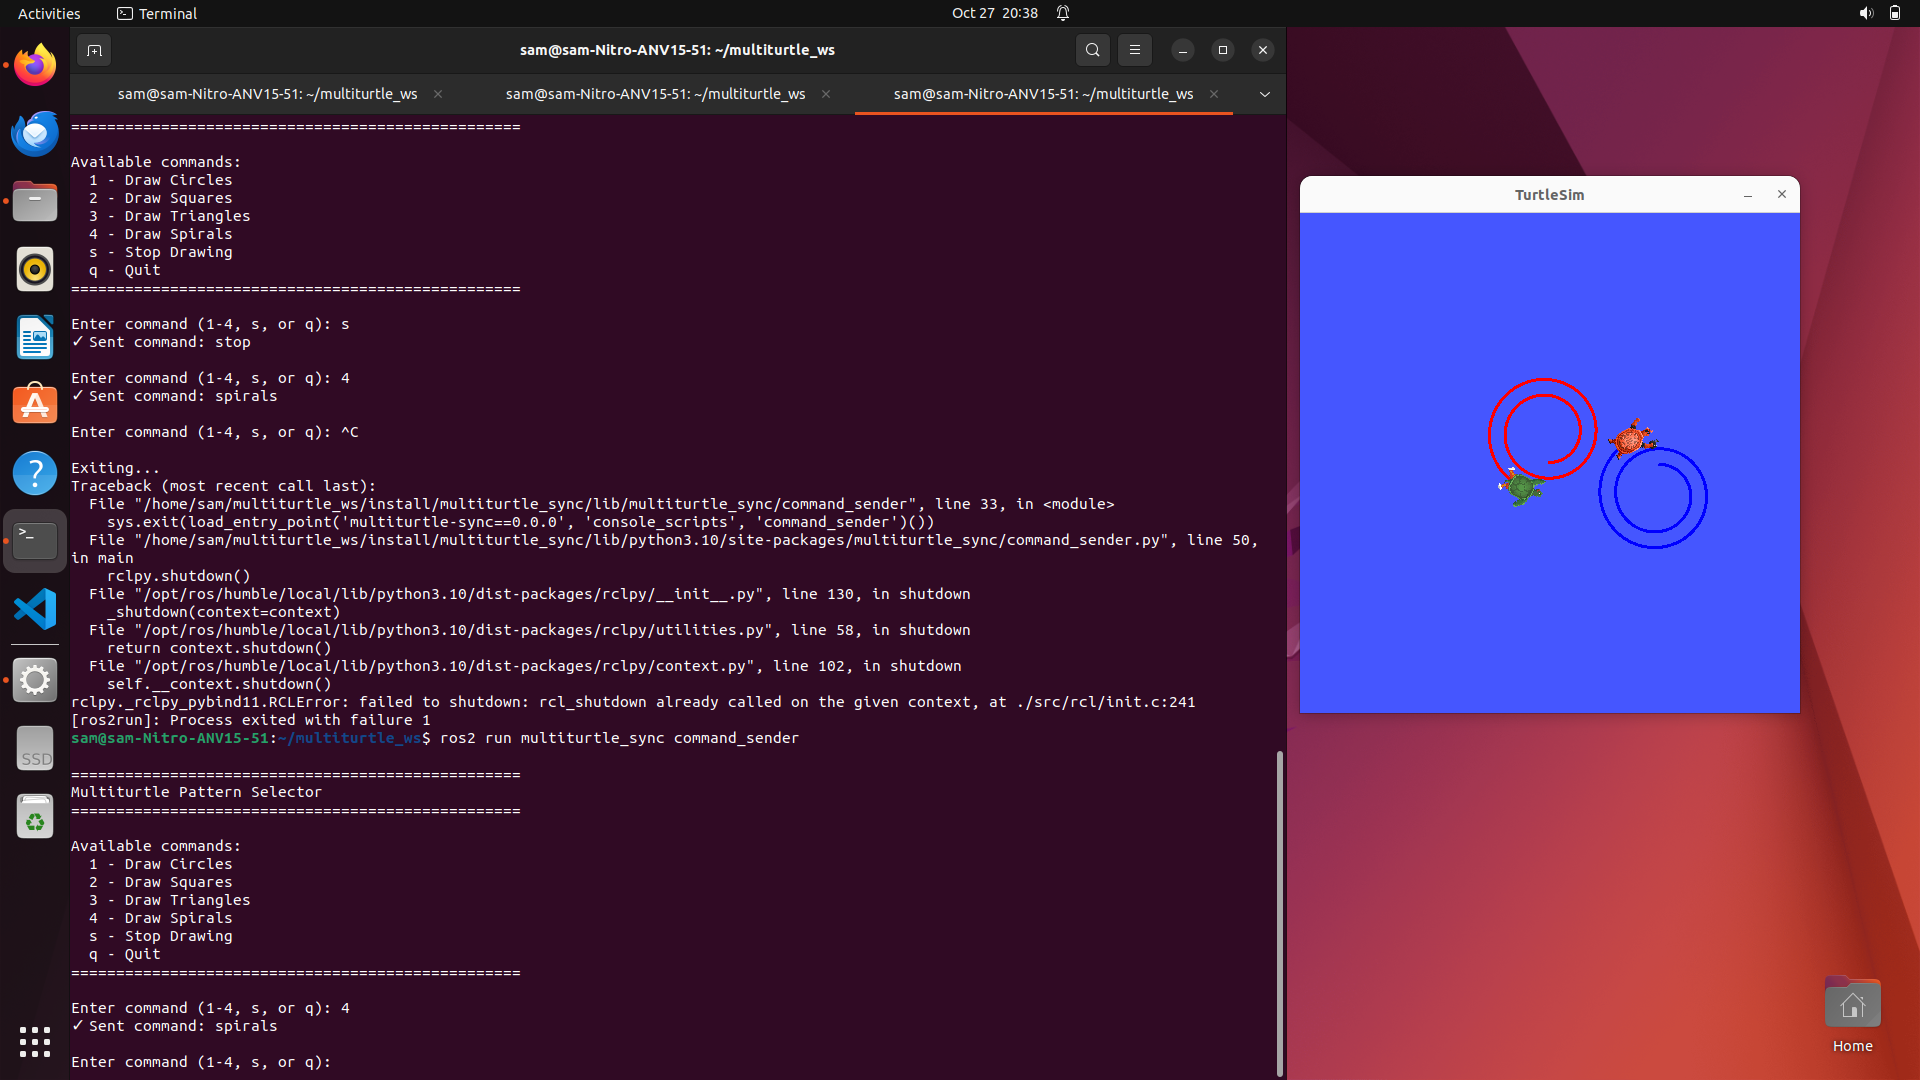 Activities
Terminal
Oct 27 20:38
sam@sam-Nitro-ANV15-51: ~/multiturtle_ws
sam@sam-Nitro-ANV15-51: ~/multiturtle_ws
sam@sam-Nitro-ANV15-51: ~/multiturtle_ws
sam@sam-Nitro-ANV15-51: ~/multiturtle_ws
==================================================
Available commands:
1 - Draw Circles
2 - Draw Squares
3 - Draw Triangles
4 - Draw Spirals
s - Stop Drawing
q - Quit
==================================================
Enter command (1-4, s, or q): s
✓ Sent command: stop
Enter command (1-4, s, or q): 4
✓ Sent command: spirals
Enter command (1-4, s, or q): ^C
Exiting...
Traceback (most recent call last):
File "/home/sam/multiturtle_ws/install/multiturtle_sync/lib/multiturtle_sync/command_sender", line 33, in <module>
sys.exit(load_entry_point('multiturtle-sync==0.0.0', 'console_scripts', 'command_sender')())
File "/home/sam/multiturtle_ws/install/multiturtle_sync/lib/python3.10/site-packages/multiturtle_sync/command_sender.py", line 50,
in main
rclpy.shutdown()
File "/opt/ros/humble/local/lib/python3.10/dist-packages/rclpy/__init__.py", line 130, in shutdown
_shutdown(context=context)
File "/opt/ros/humble/local/lib/python3.10/dist-packages/rclpy/utilities.py", line 58, in shutdown
return context.shutdown()
File "/opt/ros/humble/local/lib/python3.10/dist-packages/rclpy/context.py", line 102, in shutdown
self.__context.shutdown()
rclpy._rclpy_pybind11.RCLError: failed to shutdown: rcl_shutdown already called on the given context, at ./src/rcl/init.c:241
[ros2run]: Process exited with failure 1
sam@sam-Nitro-ANV15-51:~/multiturtle_ws$ ros2 run multiturtle_sync command_sender
==================================================
Multiturtle Pattern Selector
==================================================
Available commands:
1 - Draw Circles
2 - Draw Squares
3 - Draw Triangles
4 - Draw Spirals
s - Stop Drawing
q - Quit
==================================================
Enter command (1-4, s, or q): 4
✓ Sent command: spirals
Enter command (1-4, s, or q):
TurtleSim
SSD
Home